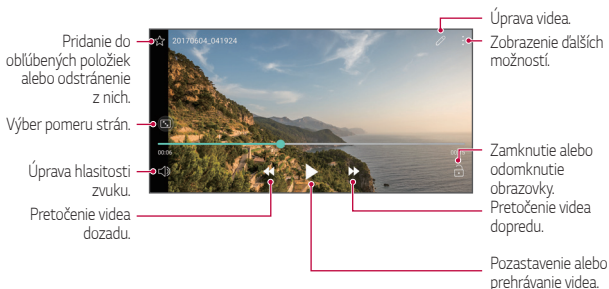 Pridanie do
obľúbených položiek
alebo odstránenie
z nich.
Výber pomeru strán.
Úprava hlasitosti
zvuku.
Pretočenie videa
dozadu.
20170604_041924
00:06
Úprava videa.
Zobrazenie ďalších
možností.
Zamknutie alebo
odomknutie
obrazovky.
Pretočenie videa
dopredu.
Pozastavenie alebo
prehrávanie videa.